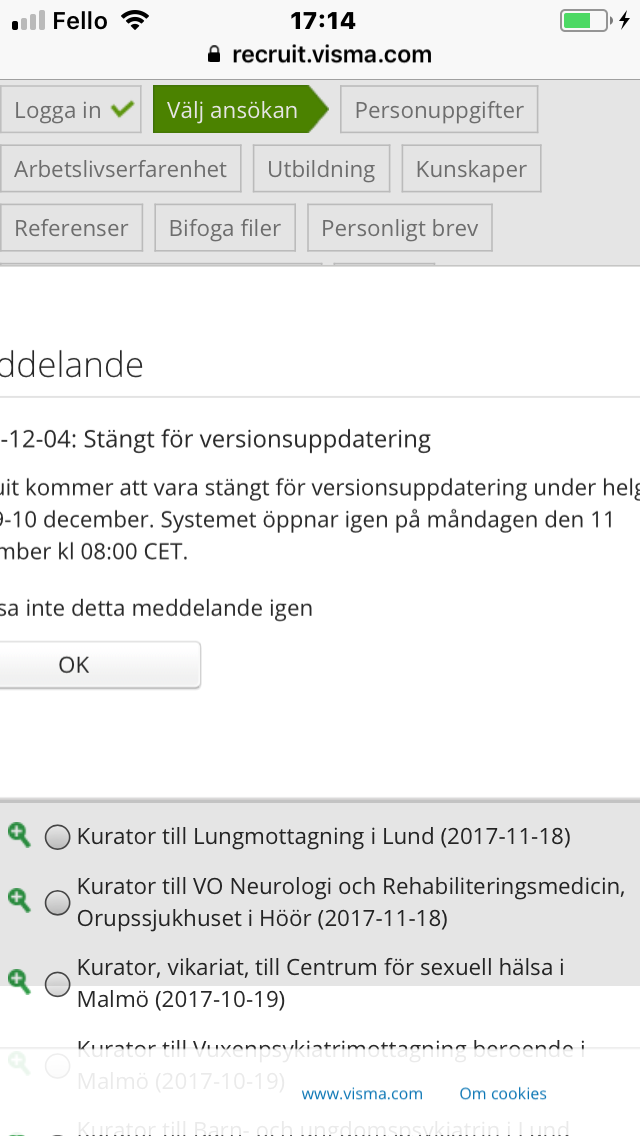 Fello 17:14
recruit.visma.com
Logga in Välj ansökan Personuppgifter
Arbetslivserfarenhet Utbildning Kunskaper
Referenser Bifoga filer Personligt brev
ddelande
-12-04: Stängt för versionsuppdatering
uit kommer att vara stängt för versionsuppdatering under helg
9-10 december. Systemet öppnar igen på måndagen den 11
mber kl 08:00 CET.
sa inte detta meddelande igen
OK
Kurator till Lungmottagning i Lund (2017-11-18)
Kurator till VO Neurologi och Rehabiliteringsmedicin,
Orupssjukhuset i Höör (2017-11-18)
Kurator, vikariat, till Centrum för sexuell hälsa i
Malmö (2017-10-19)
Kurator till Vuxenpsykiatrimottagning beroende i
Malmö (2017-10-19)
www.visma.com Om cookies
Kurator till Barn- och ungdomspsykiatrin i Lund